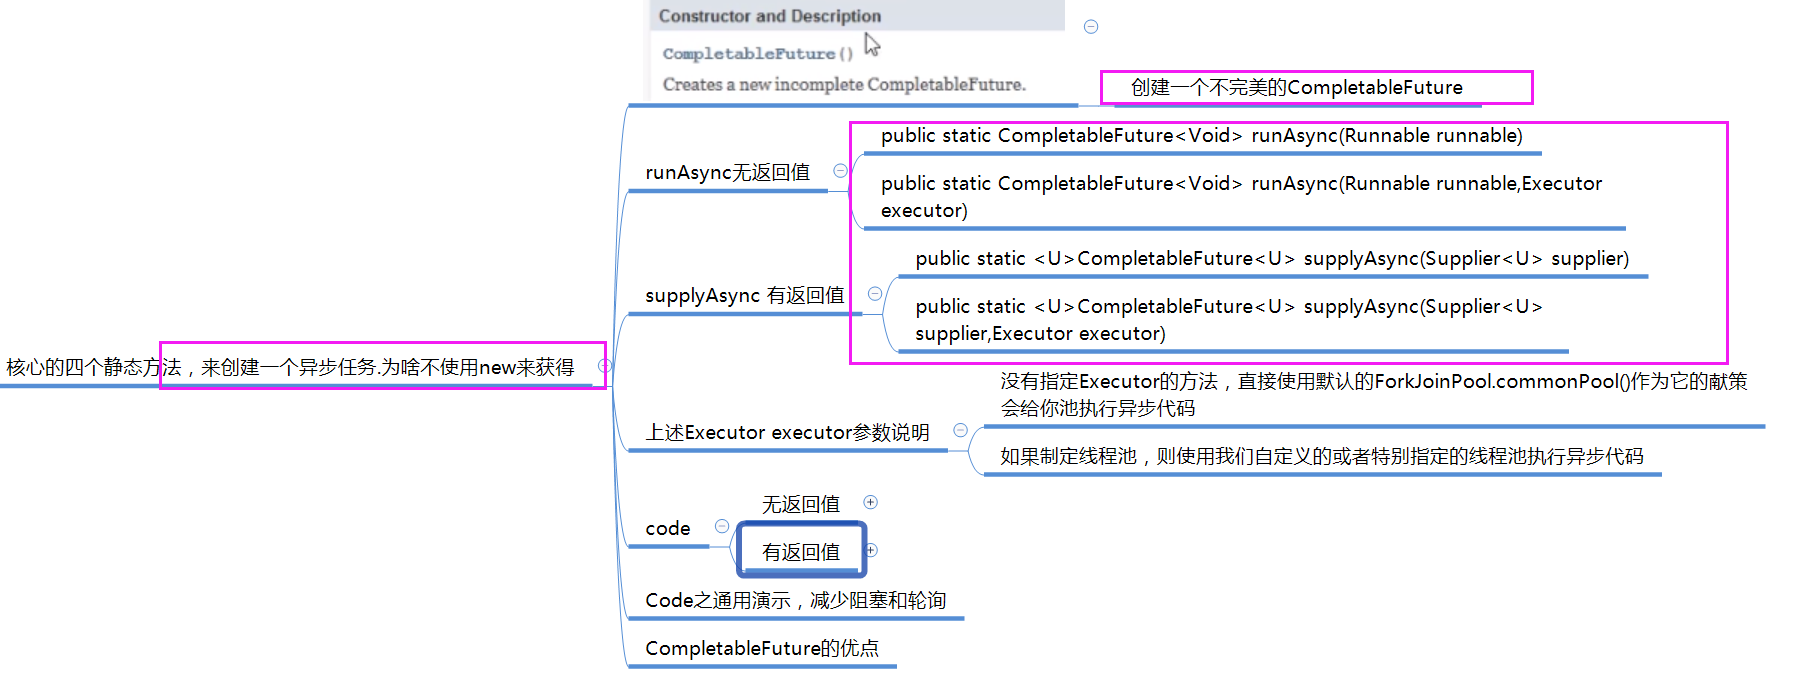 Constructor and Description
CompletableFuture()
Creates a new incomplete CompletableFuture.
创建一个不完美的CompletableFuture
public static CompletableFuture<Void> runAsync(Runnable runnable)
runAsync无返回值
public static CompletableFuture<Void> runAsync(Runnable runnable,Executor
executor)
public static <U>CompletableFuture<U> supplyAsync(Supplier<U> supplier)
supplyAsync 有返回值
public static <U>CompletableFuture<U> supplyAsync(Supplier<U>
supplier,Executor executor)
核心的四个静态方法，来创建一个异步任务.为啥不使用new来获得
没有指定Executor的方法，直接使用默认的ForkJoinPool.commonPool()作为它的献策
会给你池执行异步代码
上述Executor executor参数说明
如果制定线程池，则使用我们自定义的或者特别指定的线程池执行异步代码
无返回值
code
有返回值
Code之通用演示，减少阻塞和轮询
CompletableFuture的优点